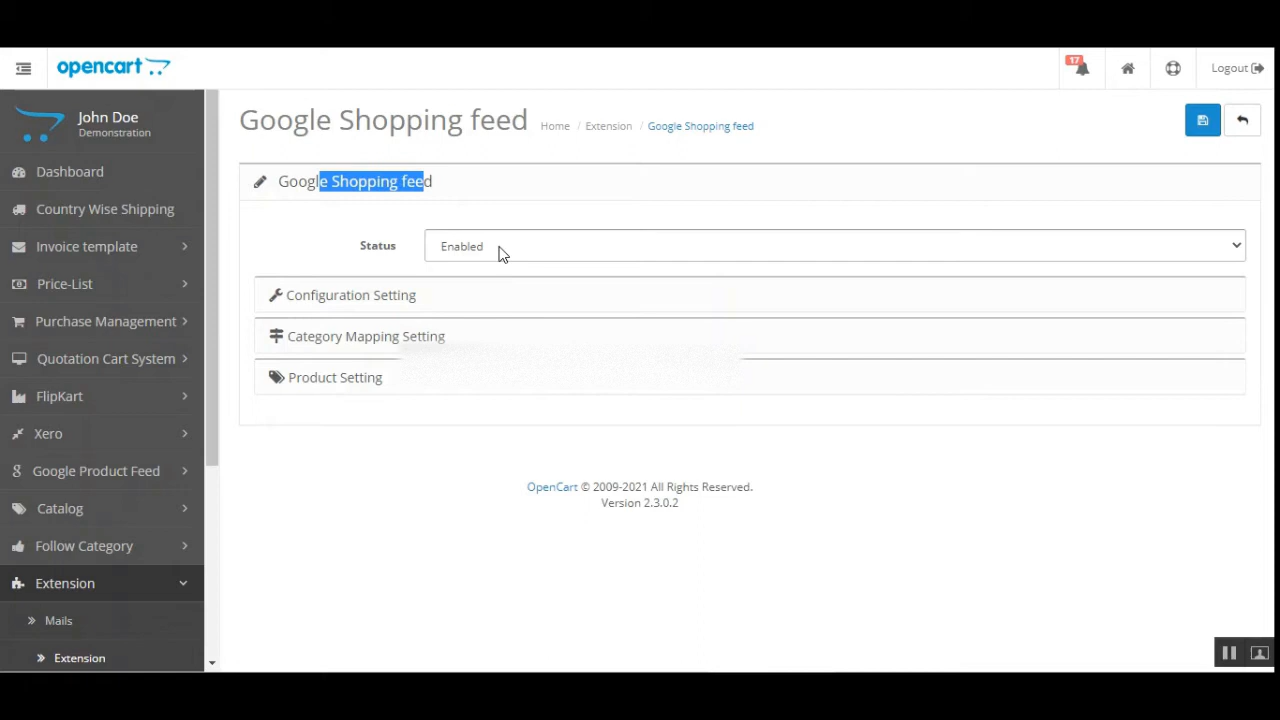 opencart
17
Logout
John Doe
Demonstration
Dashboard
Country Wise Shipping
Invoice template
Price-List
Purchase Management
Quotation Cart System
FlipKart
Xero
Google Product Feed
Catalog
Follow Category
Extension
Mails
Extension
Google Shopping feed
Home / Extension / Google Shopping feed
Google Shopping feed
Status Enabled
Configuration Setting
Category Mapping Setting
Product Setting
OpenCart © 2009-2021 All Rights Reserved.
Version 2.3.0.2